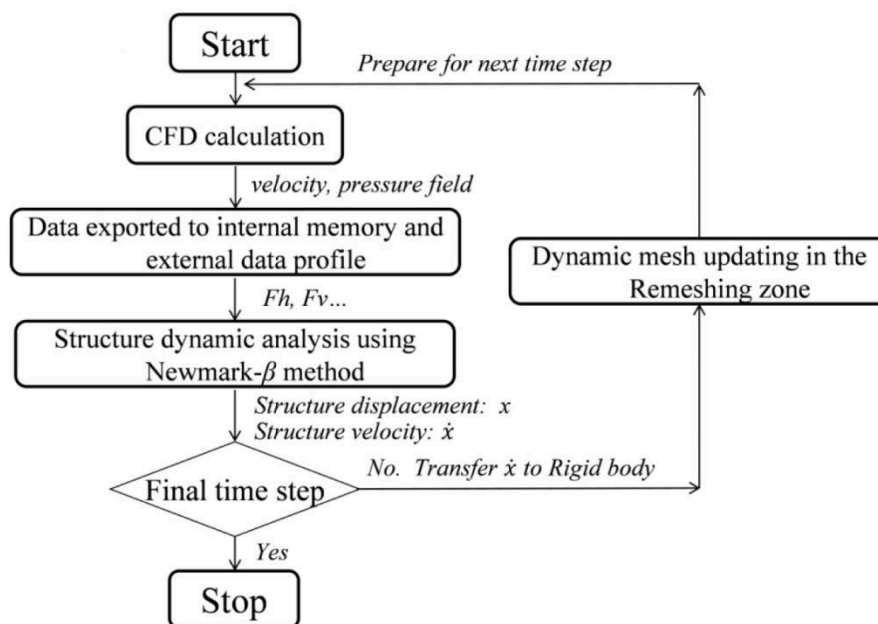 Start
Prepare for next time step
CFD calculation
velocity, pressure field
Data exported to internal memory and
external data profile
Dynamic mesh updating in the
Remeshing zone
Fh, Fv...
Structure dynamic analysis using
Newmark-β method
Structure displacement: x
Structure velocity: ẋ
No. Transfer ẋ to Rigid body
Final time step
Yes
Stop